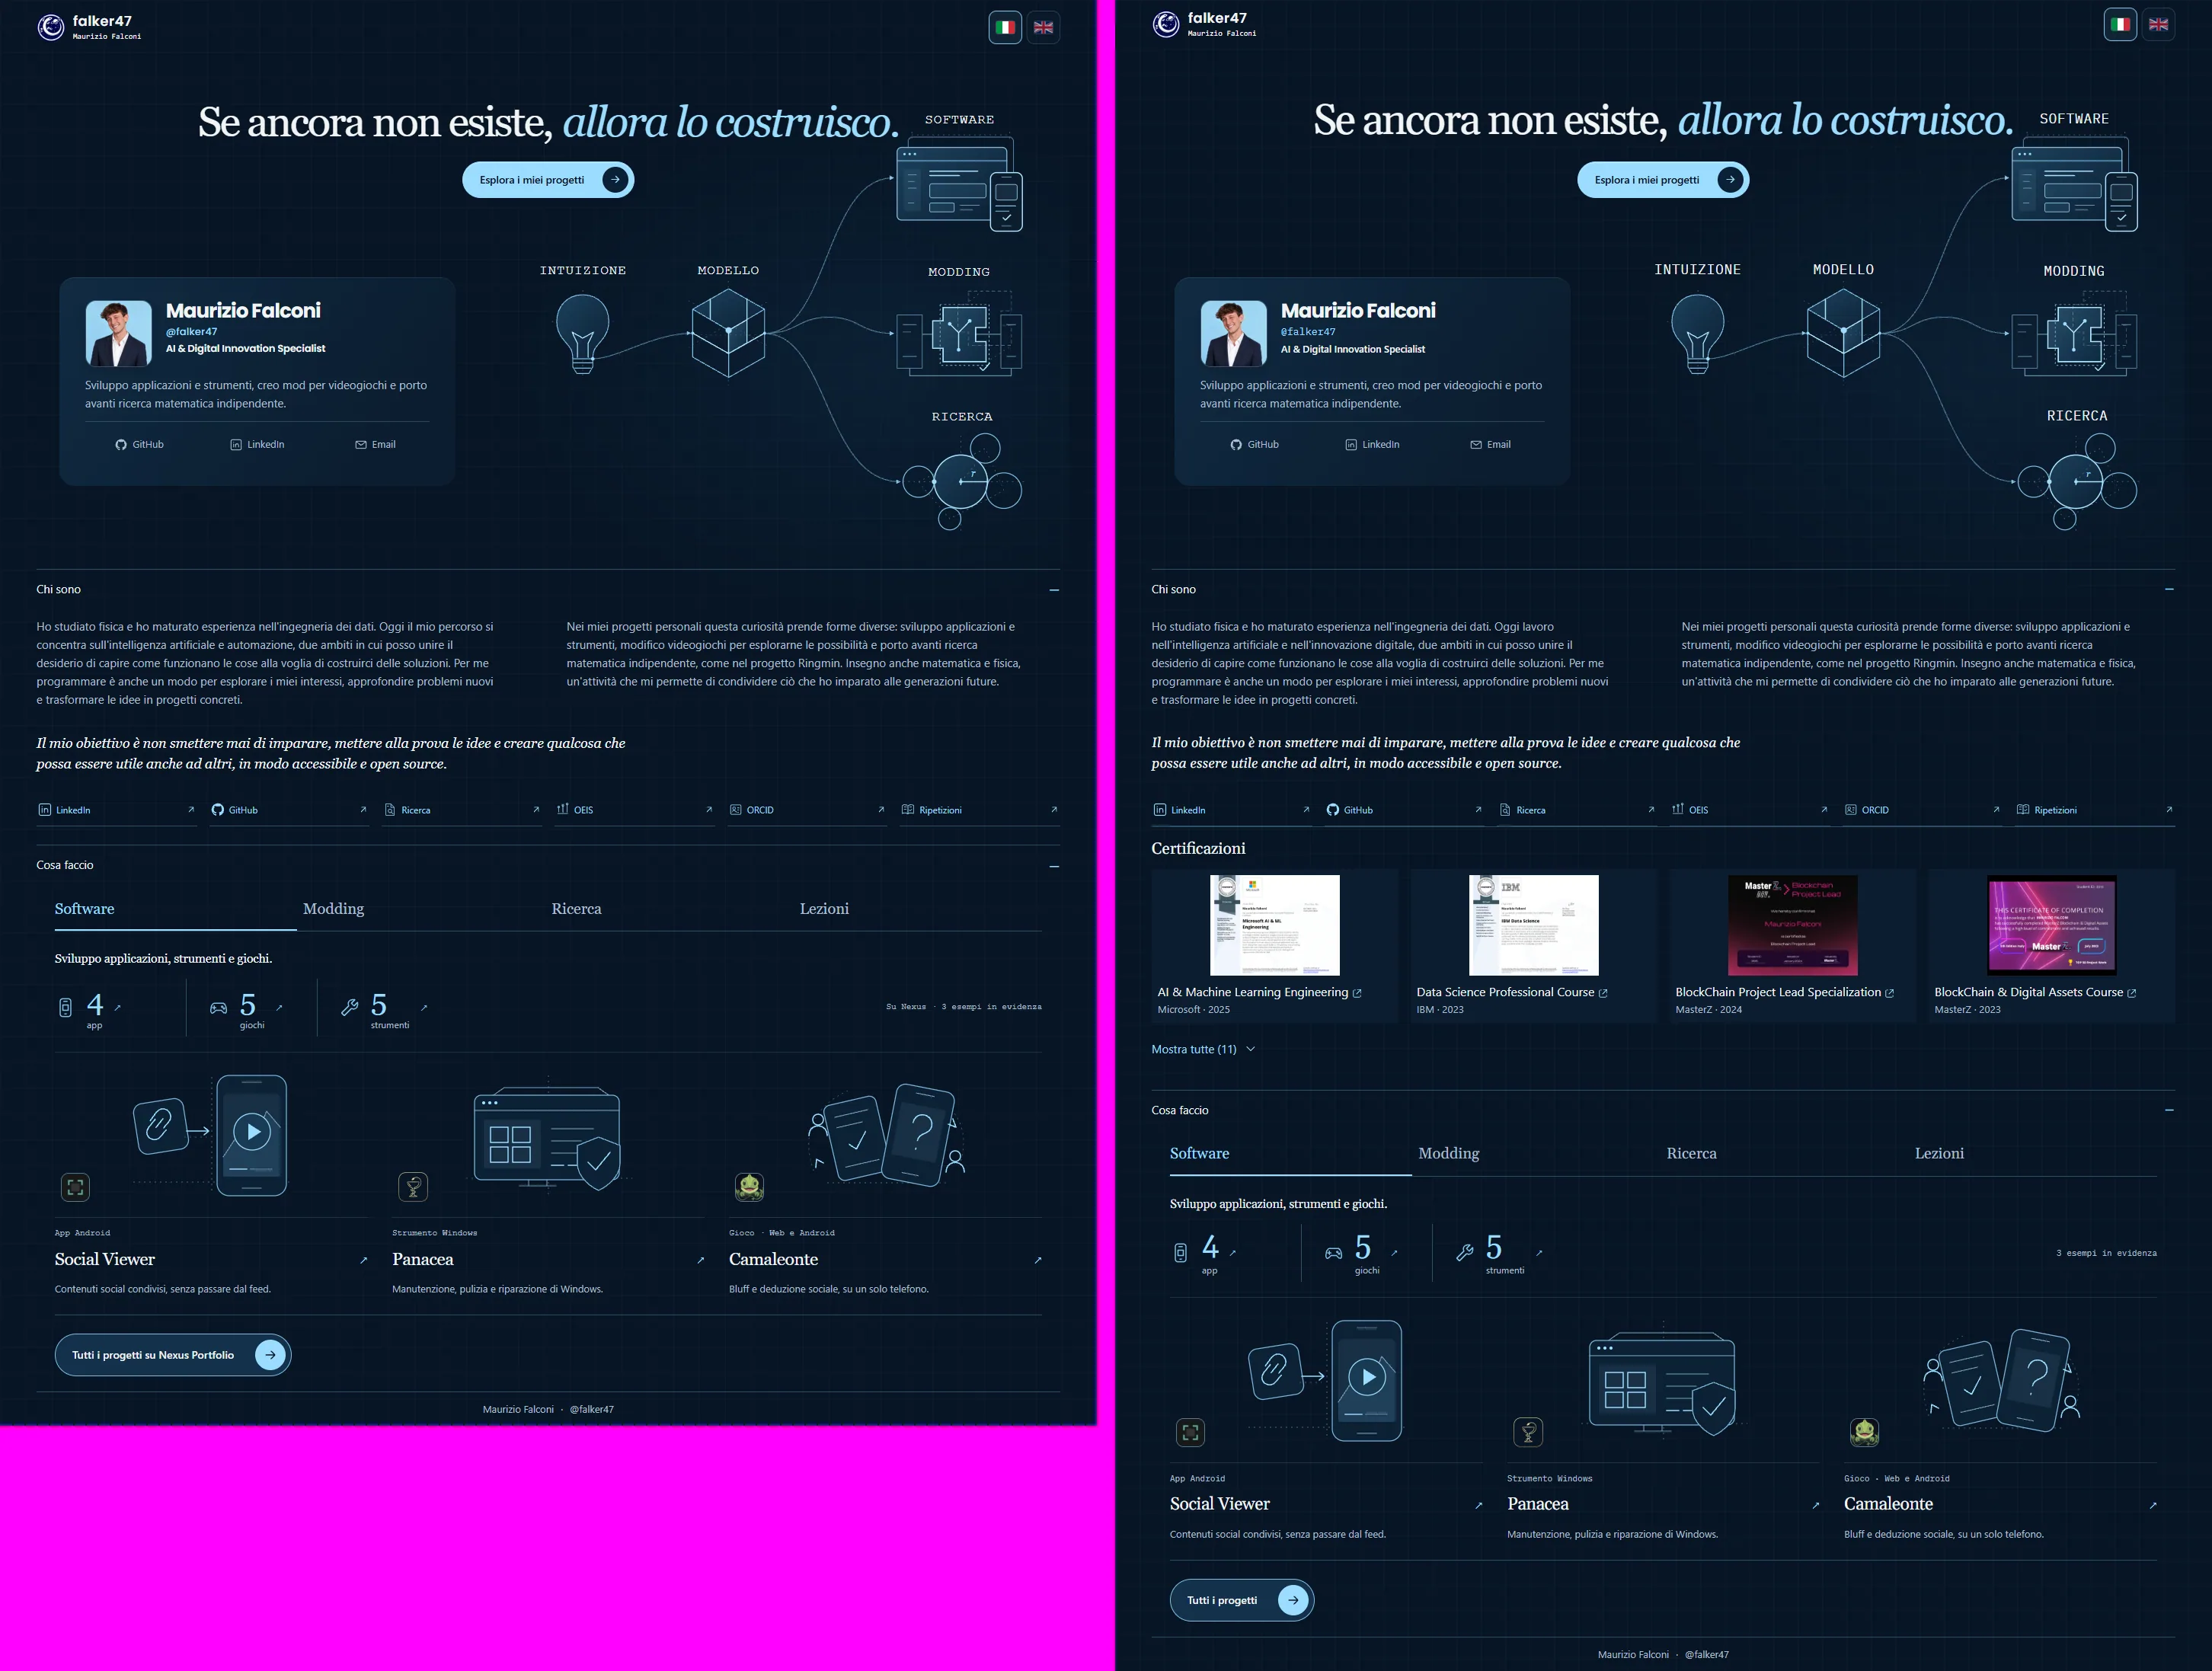 falker47
Maurizio Falconi
Se ancora non esiste, allora lo costruisco.
Esplora i miei progetti
SOFTWARE
INTUIZIONE
MODELLO
MODDING
RICERCA
r
Maurizio Falconi
@falker47
AI & Digital Innovation Specialist
Sviluppo applicazioni e strumenti, creo mod per videogiochi e porto
avanti ricerca matematica indipendente.
GitHub
LinkedIn
Email
Chi sono
Ho studiato fisica e ho maturato esperienza nell'ingegneria dei dati. Oggi il mio percorso si
concentra sull'intelligenza artificiale e automazione, due ambiti in cui posso unire il
desiderio di capire come funzionano le cose alla voglia di costruirci delle soluzioni. Per me
programmare è anche un modo per esplorare i miei interessi, approfondire problemi nuovi
e trasformare le idee in progetti concreti.
Nei miei progetti personali questa curiosità prende forme diverse: sviluppo applicazioni e
strumenti, modifico videogiochi per esplorarne le possibilità e porto avanti ricerca
matematica indipendente, come nel progetto Ringmin. Insegno anche matematica e fisica,
un'attività che mi permette di condividere ciò che ho imparato alle generazioni future.
Il mio obiettivo è non smettere mai di imparare, mettere alla prova le idee e creare qualcosa che
possa essere utile anche ad altri, in modo accessibile e open source.
LinkedIn
GitHub
Ricerca
OEIS
ORCID
Ripetizioni
Cosa faccio
Software
Modding
Ricerca
Lezioni
Sviluppo applicazioni, strumenti e giochi.
4
app
5
giochi
5
strumenti
Su Nexus · 3 esempi in evidenza
App Android
Social Viewer
Contenuti social condivisi, senza passare dal feed.
Strumento Windows
Panacea
Manutenzione, pulizia e riparazione di Windows.
Gioco · Web e Android
Camaleonte
Bluff e deduzione sociale, su un solo telefono.
Tutti i progetti su Nexus Portfolio
Maurizio Falconi · @falker47
falker47
Maurizio Falconi
Se ancora non esiste, allora lo costruisco.
Esplora i miei progetti
SOFTWARE
INTUIZIONE
MODELLO
MODDING
RICERCA
r
Maurizio Falconi
@falker47
AI & Digital Innovation Specialist
Sviluppo applicazioni e strumenti, creo mod per videogiochi e porto
avanti ricerca matematica indipendente.
GitHub
LinkedIn
Email
Chi sono
Ho studiato fisica e ho maturato esperienza nell'ingegneria dei dati. Oggi lavoro
nell'intelligenza artificiale e nell'innovazione digitale, due ambiti in cui posso unire il
desiderio di capire come funzionano le cose alla voglia di costruirci delle soluzioni. Per me
programmare è anche un modo per esplorare i miei interessi, approfondire problemi nuovi
e trasformare le idee in progetti concreti.
Nei miei progetti personali questa curiosità prende forme diverse: sviluppo applicazioni e
strumenti, modifico videogiochi per esplorarne le possibilità e porto avanti ricerca
matematica indipendente, come nel progetto Ringmin. Insegno anche matematica e fisica,
un'attività che mi permette di condividere ciò che ho imparato alle generazioni future.
Il mio obiettivo è non smettere mai di imparare, mettere alla prova le idee e creare qualcosa che
possa essere utile anche ad altri, in modo accessibile e open source.
LinkedIn
GitHub
Ricerca
OEIS
ORCID
Ripetizioni
Certificazioni
Microsoft AI & ML
Engineering
AI & Machine Learning Engineering
Microsoft · 2025
IBM
IBM Data Science
Data Science Professional Course
IBM · 2023
Master
Blockchain
Project Lead
Maurizio Falconi
Blockchain Project Lead
BlockChain Project Lead Specialization
MasterZ · 2024
THIS CERTIFICATE OF COMPLETION
Master
BlockChain & Digital Assets Course
MasterZ · 2023
Mostra tutte (11)
Cosa faccio
Software
Modding
Ricerca
Lezioni
Sviluppo applicazioni, strumenti e giochi.
4
app
5
giochi
5
strumenti
3 esempi in evidenza
App Android
Social Viewer
Contenuti social condivisi, senza passare dal feed.
Strumento Windows
Panacea
Manutenzione, pulizia e riparazione di Windows.
Gioco · Web e Android
Camaleonte
Bluff e deduzione sociale, su un solo telefono.
Tutti i progetti
Maurizio Falconi · @falker47